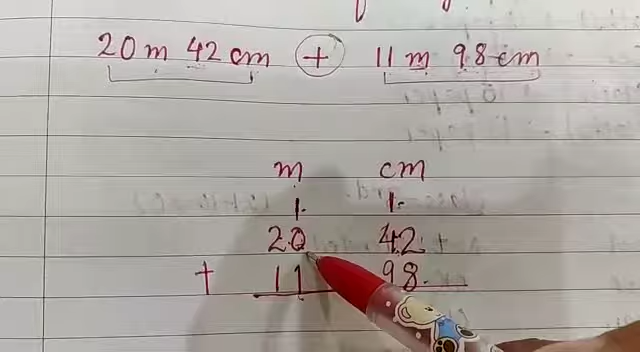 20 m 42 cm + 11 m 98 cm
m cm
1 1
20 42
+ 11 98